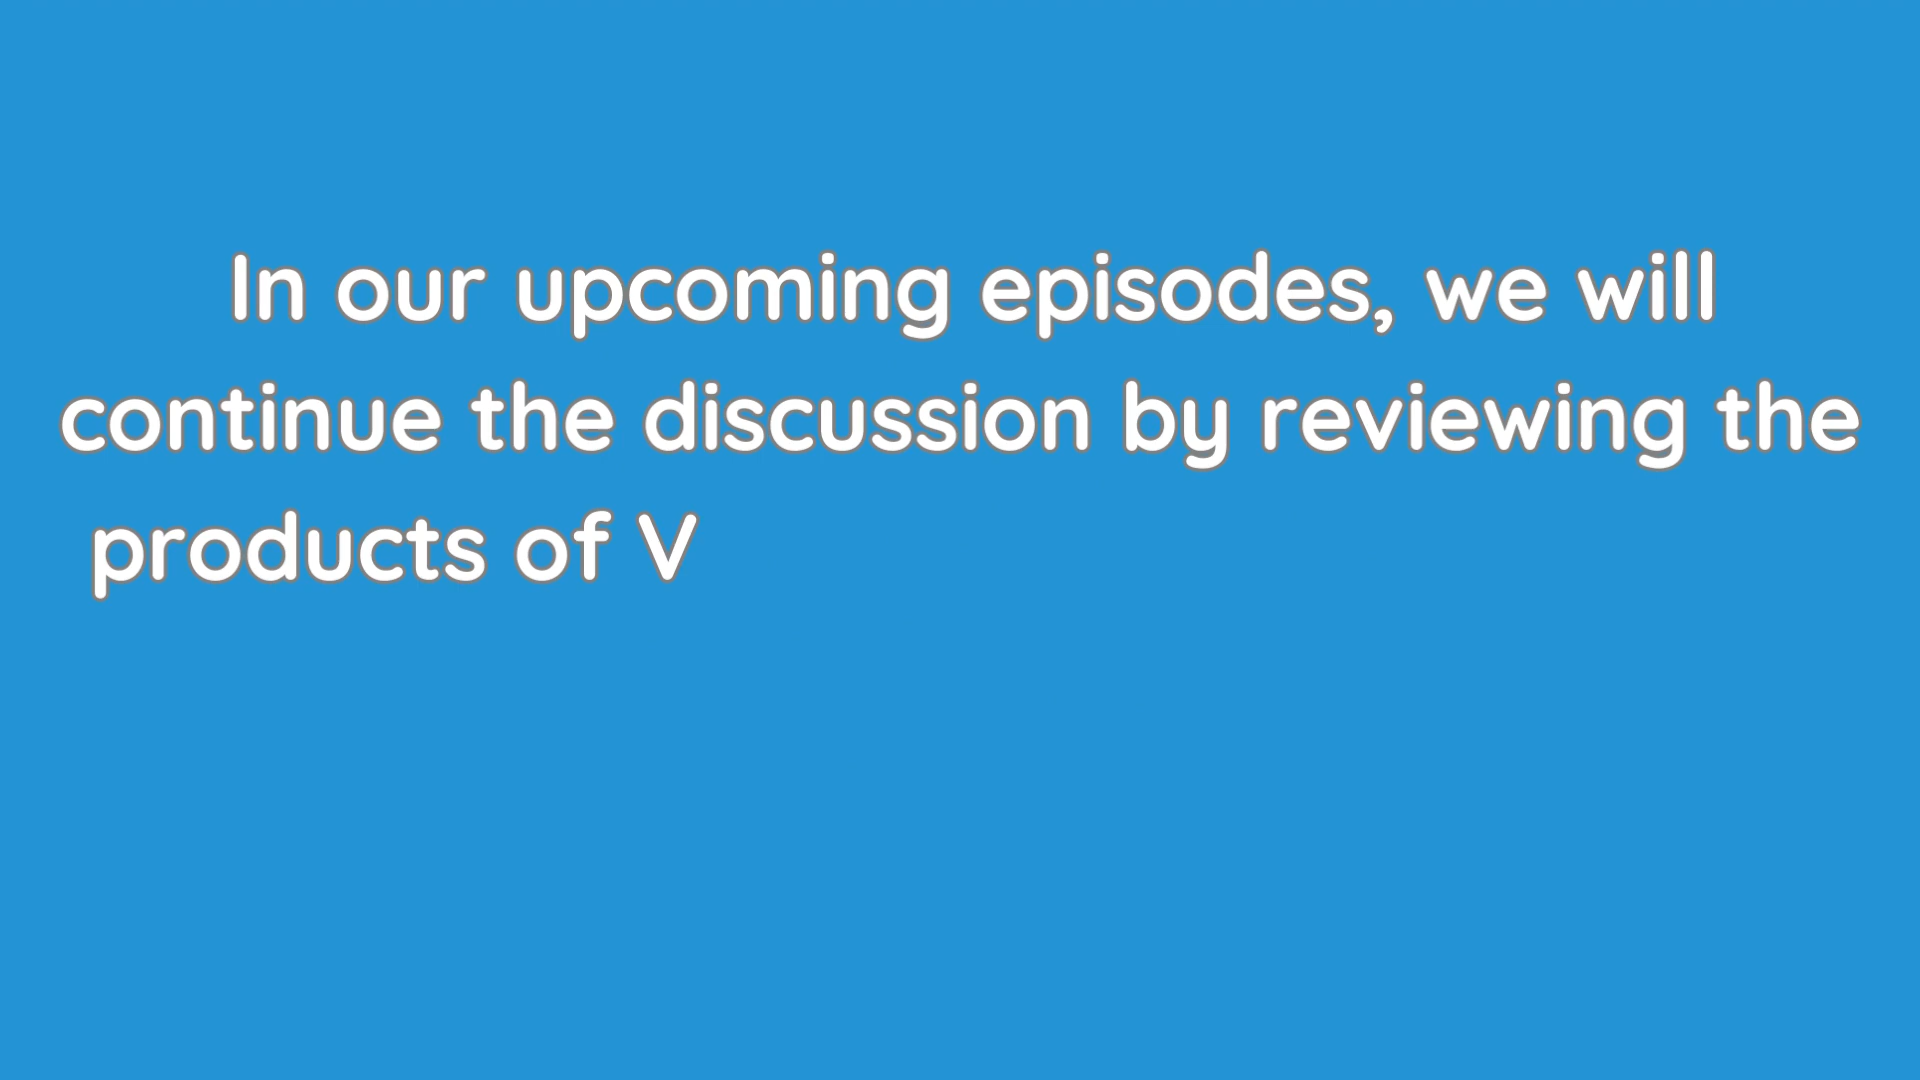 In our upcoming episodes, we will
continue the discussion by reviewing the
products of V